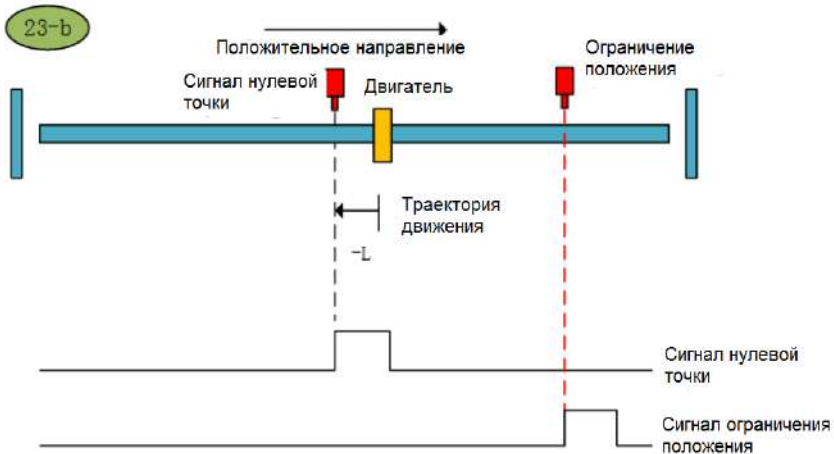 23-b
Положительное направление
Ограничение
положения
Сигнал нулевой
точки
Двигатель
Траектория
движения
-L
Сигнал нулевой
точки
Сигнал ограничения
положения